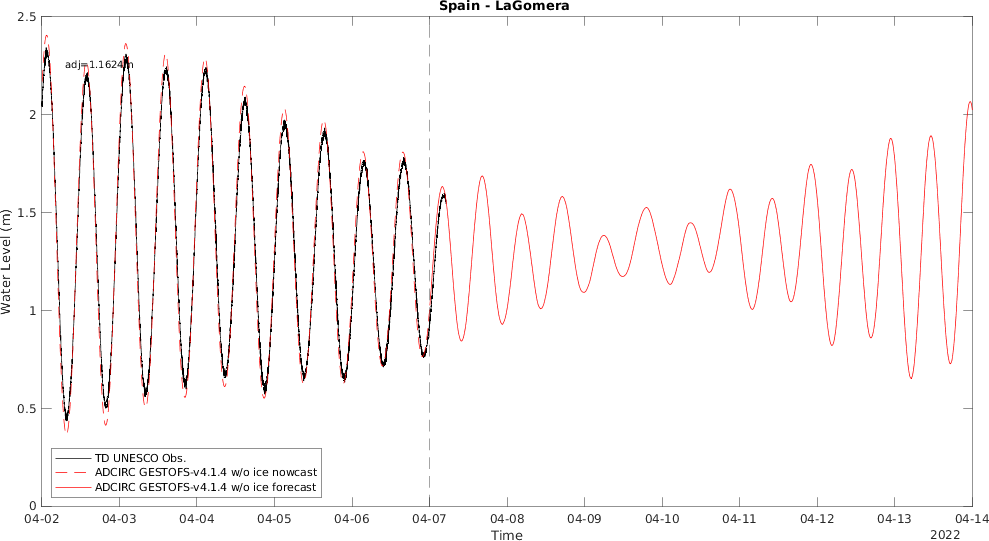 Spain - LaGomera
2.5
2
1.5
1
0.5
0
Water Level (m)
adj=1.1624m
TD UNESCO Obs.
ADCIRC GESTOFS-v4.1.4 w/o ice nowcast
ADCIRC GESTOFS-v4.1.4 w/o ice forecast
04-02 04-03 04-04 04-05 04-06 04-07 04-08 04-09 04-10 04-11 04-12 04-13 04-14
Time
2022